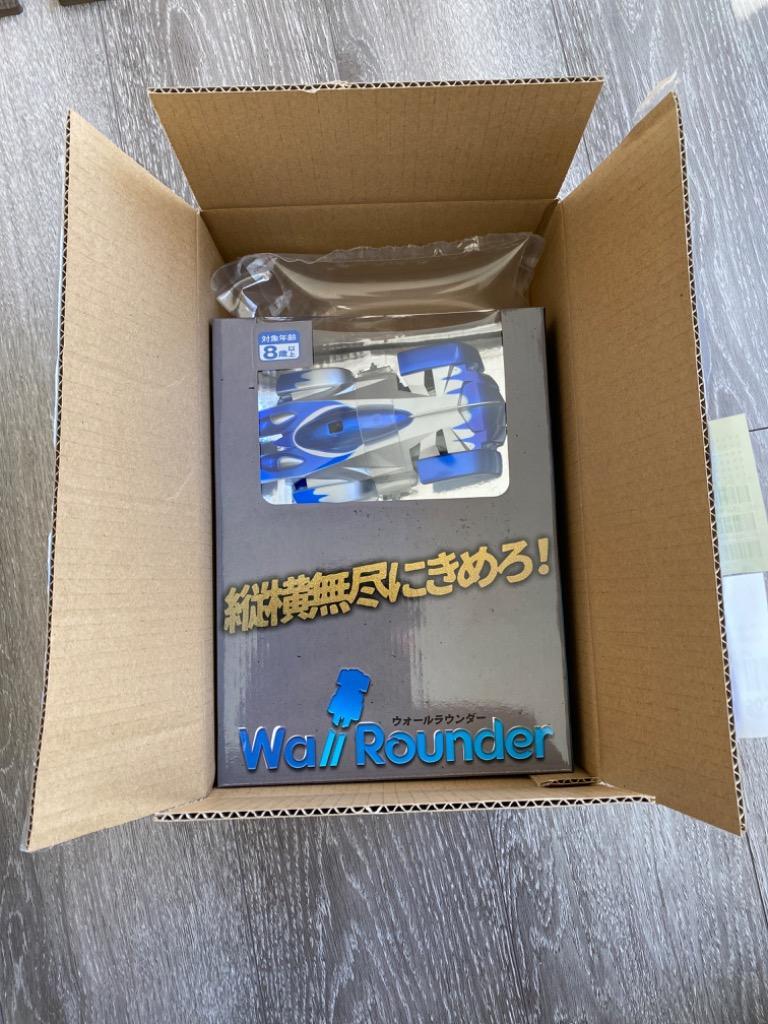 対象年齢
8歳以上
縦横無尽にきめろ!
ウォールラウンダー
Wall Rounder